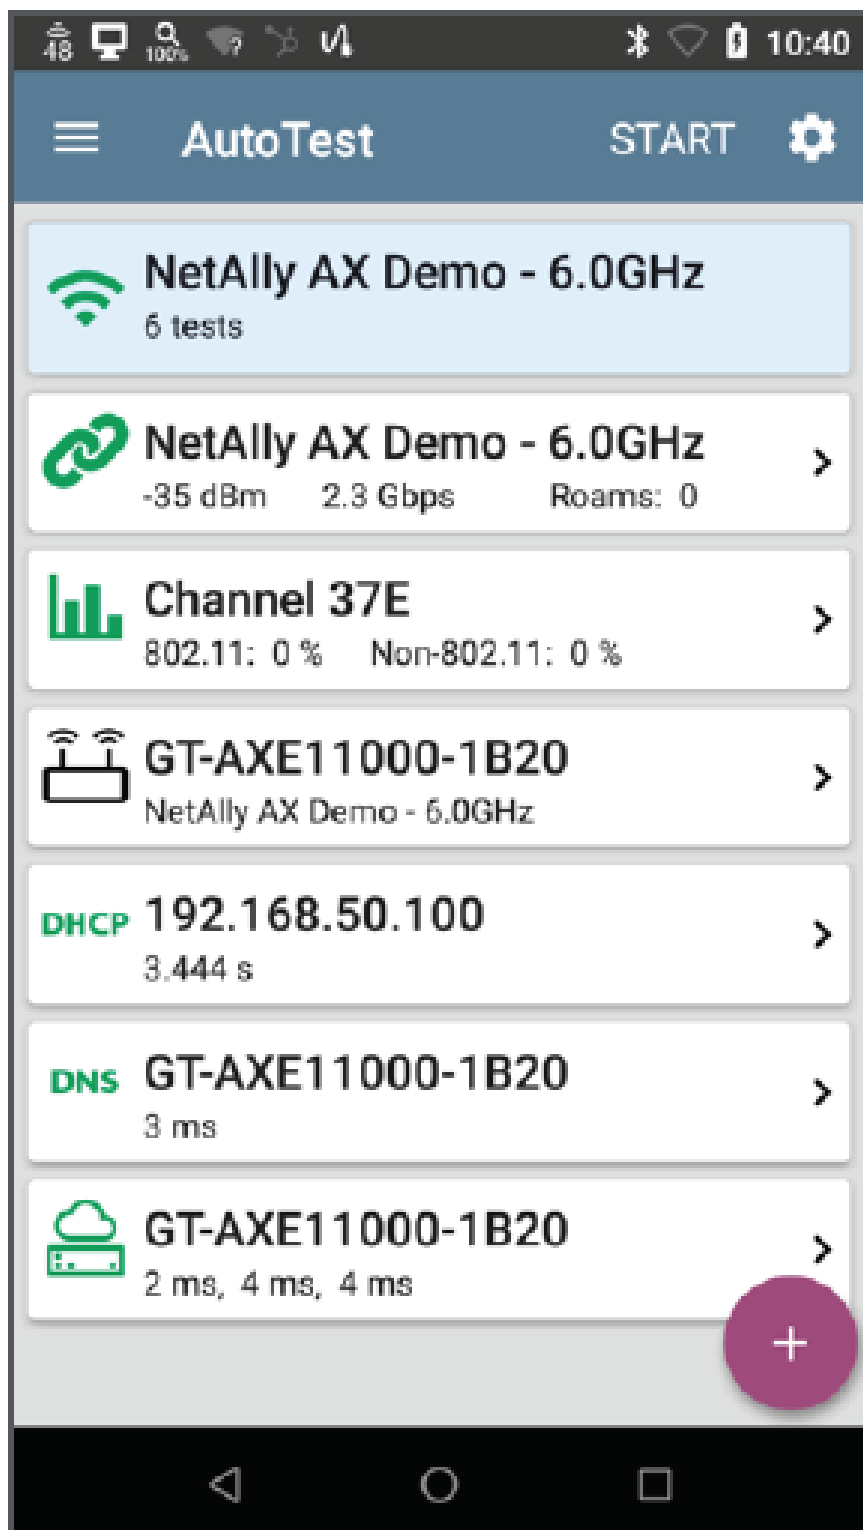 48 100% ? 10:40
AutoTest START
NetAlly AX Demo - 6.0GHz
6 tests
NetAlly AX Demo - 6.0GHz
-35 dBm 2.3 Gbps Roams: 0
Channel 37E
802.11: 0 % Non-802.11: 0 %
GT-AXE11000-1B20
NetAlly AX Demo - 6.0GHz
DHCP 192.168.50.100
3.444 s
DNS GT-AXE11000-1B20
3 ms
GT-AXE11000-1B20
2 ms, 4 ms, 4 ms
+